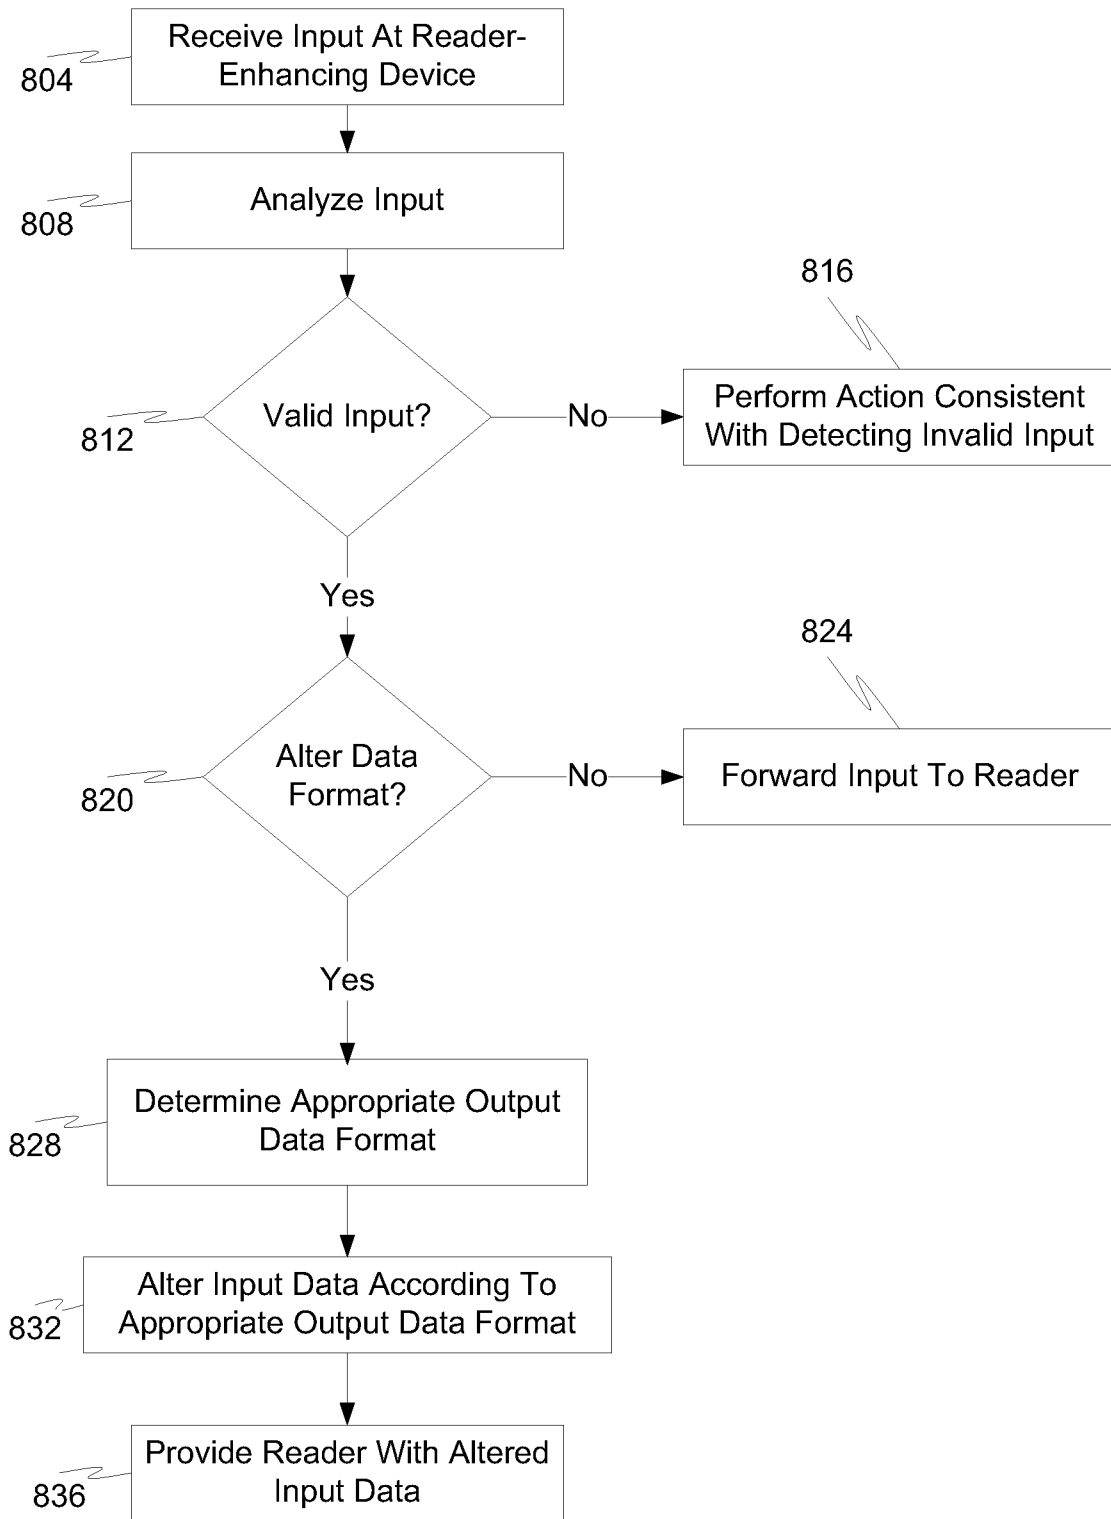 Receive Input At Reader-
Enhancing Device
804
Analyze Input
808
816
Valid Input?
No
Perform Action Consistent
With Detecting Invalid Input
812
Yes
824
Alter Data
Format?
No
Forward Input To Reader
820
Yes
Determine Appropriate Output
Data Format
828
Alter Input Data According To
Appropriate Output Data Format
832
Provide Reader With Altered
Input Data
836